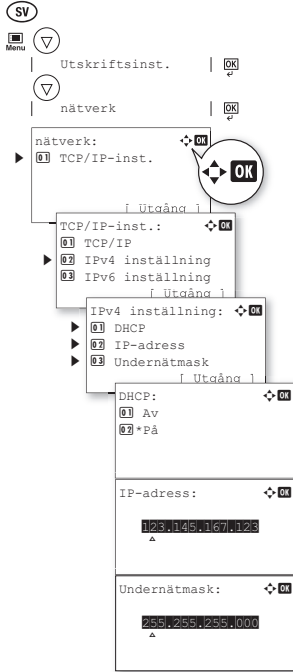 SV
Menu
Utskriftsinst. OK
nätverk OK
nätverk: OK
01 TCP/IP-inst.
OK
[ Utgång ]
TCP/IP-inst.: OK
01 TCP/IP
02 IPv4 inställning
03 IPv6 inställning
[ Utgång ]
IPv4 inställning: OK
01 DHCP
02 IP-adress
03 Undernätmask
[ Utgång ]
DHCP: OK
01 Av
02 *På
IP-adress: OK
123.145.167.123
Undernätmask: OK
255.255.255.000